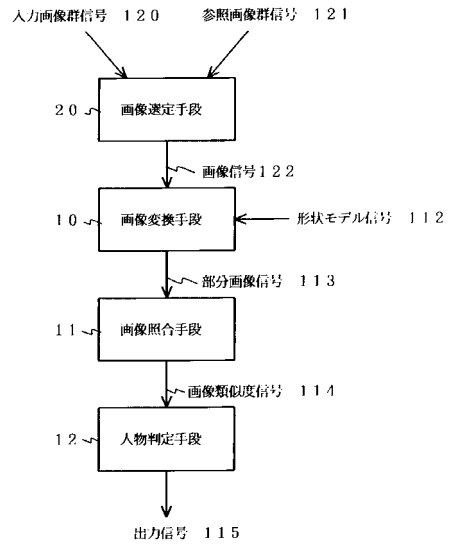 入力画像群信号 120
参照画像群信号 121
20
画像選定手段
画像信号122
10
画像変換手段
形状モデル信号 112
部分画像信号 113
11
画像照合手段
画像類似度信号 114
12
人物判定手段
出力信号 115